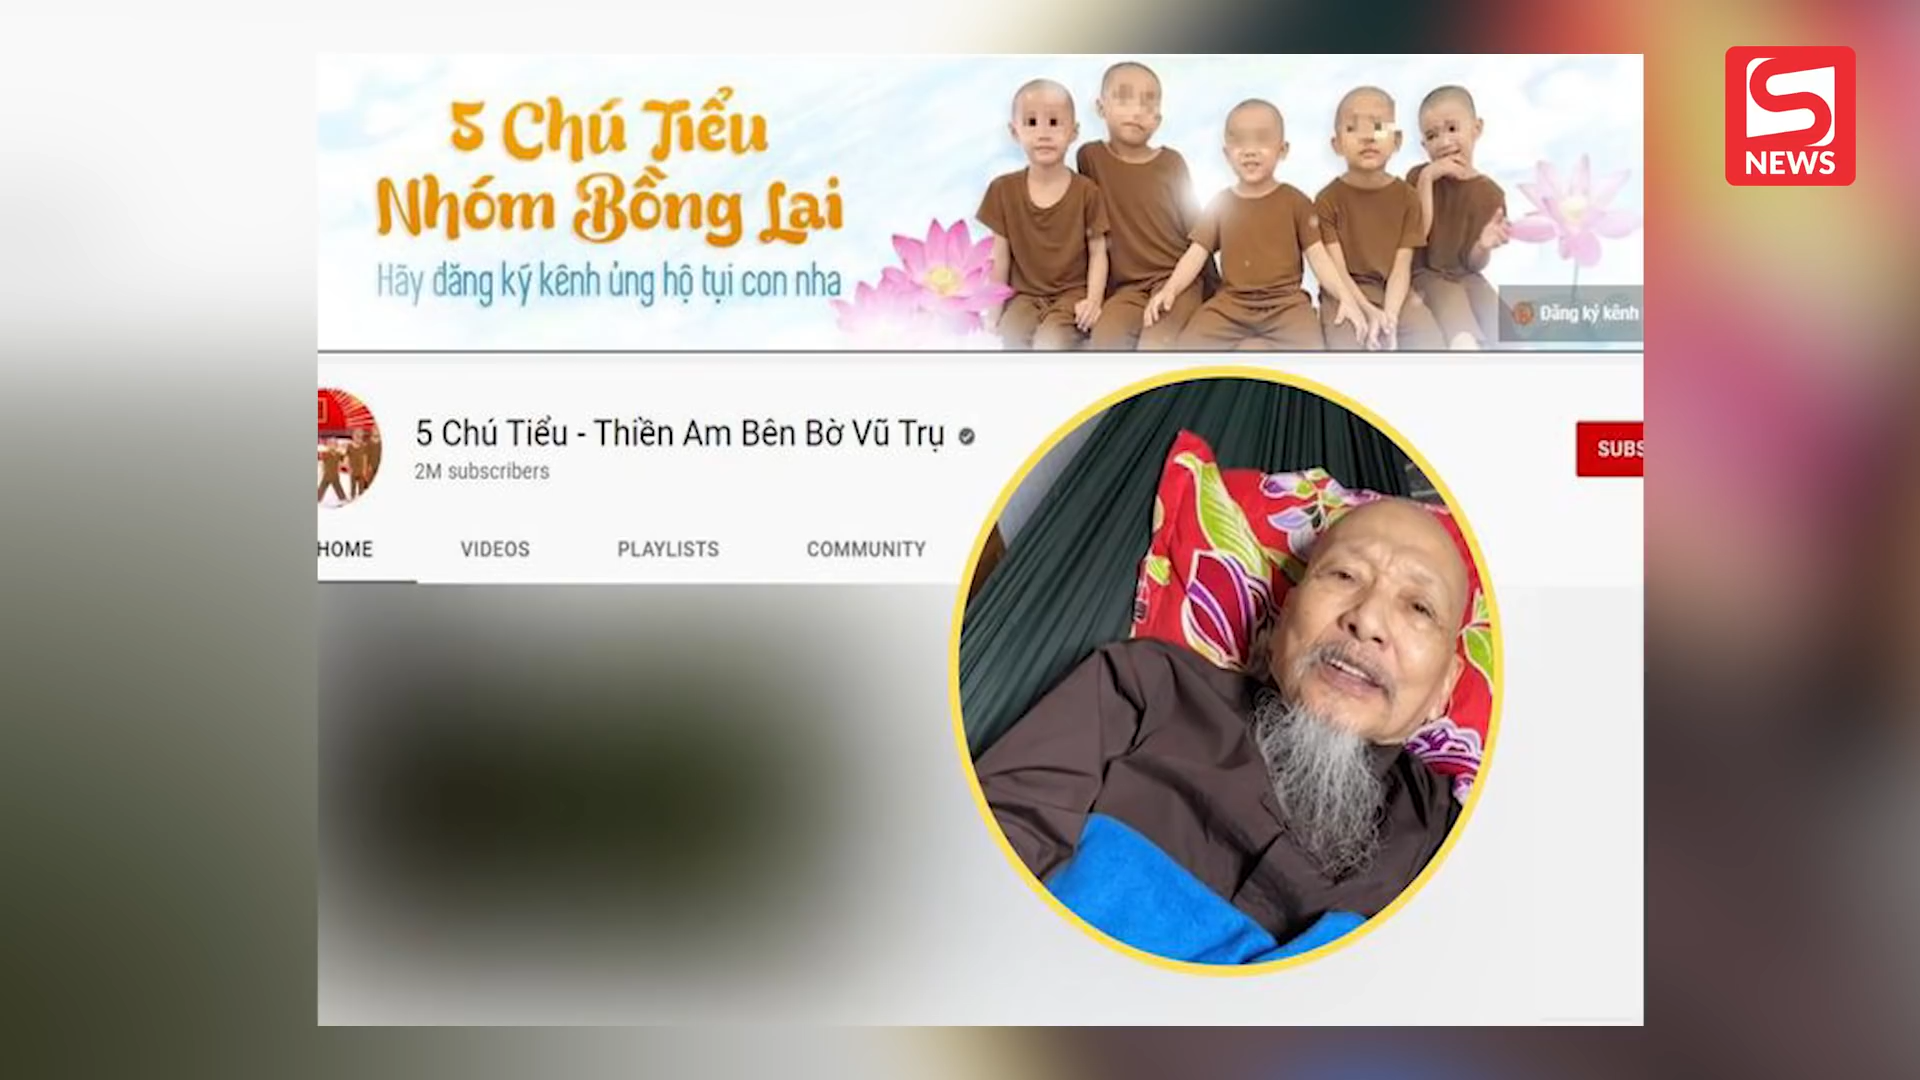 5 Chú Tiểu
Nhóm Bồng Lai
Hãy đăng ký kênh ủng hộ tụi con nha
Đăng ký kênh
NEWS
5 Chú Tiểu - Thiền Am Bên Bờ Vũ Trụ
2M subscribers
SUBS
HOME VIDEOS PLAYLISTS COMMUNITY